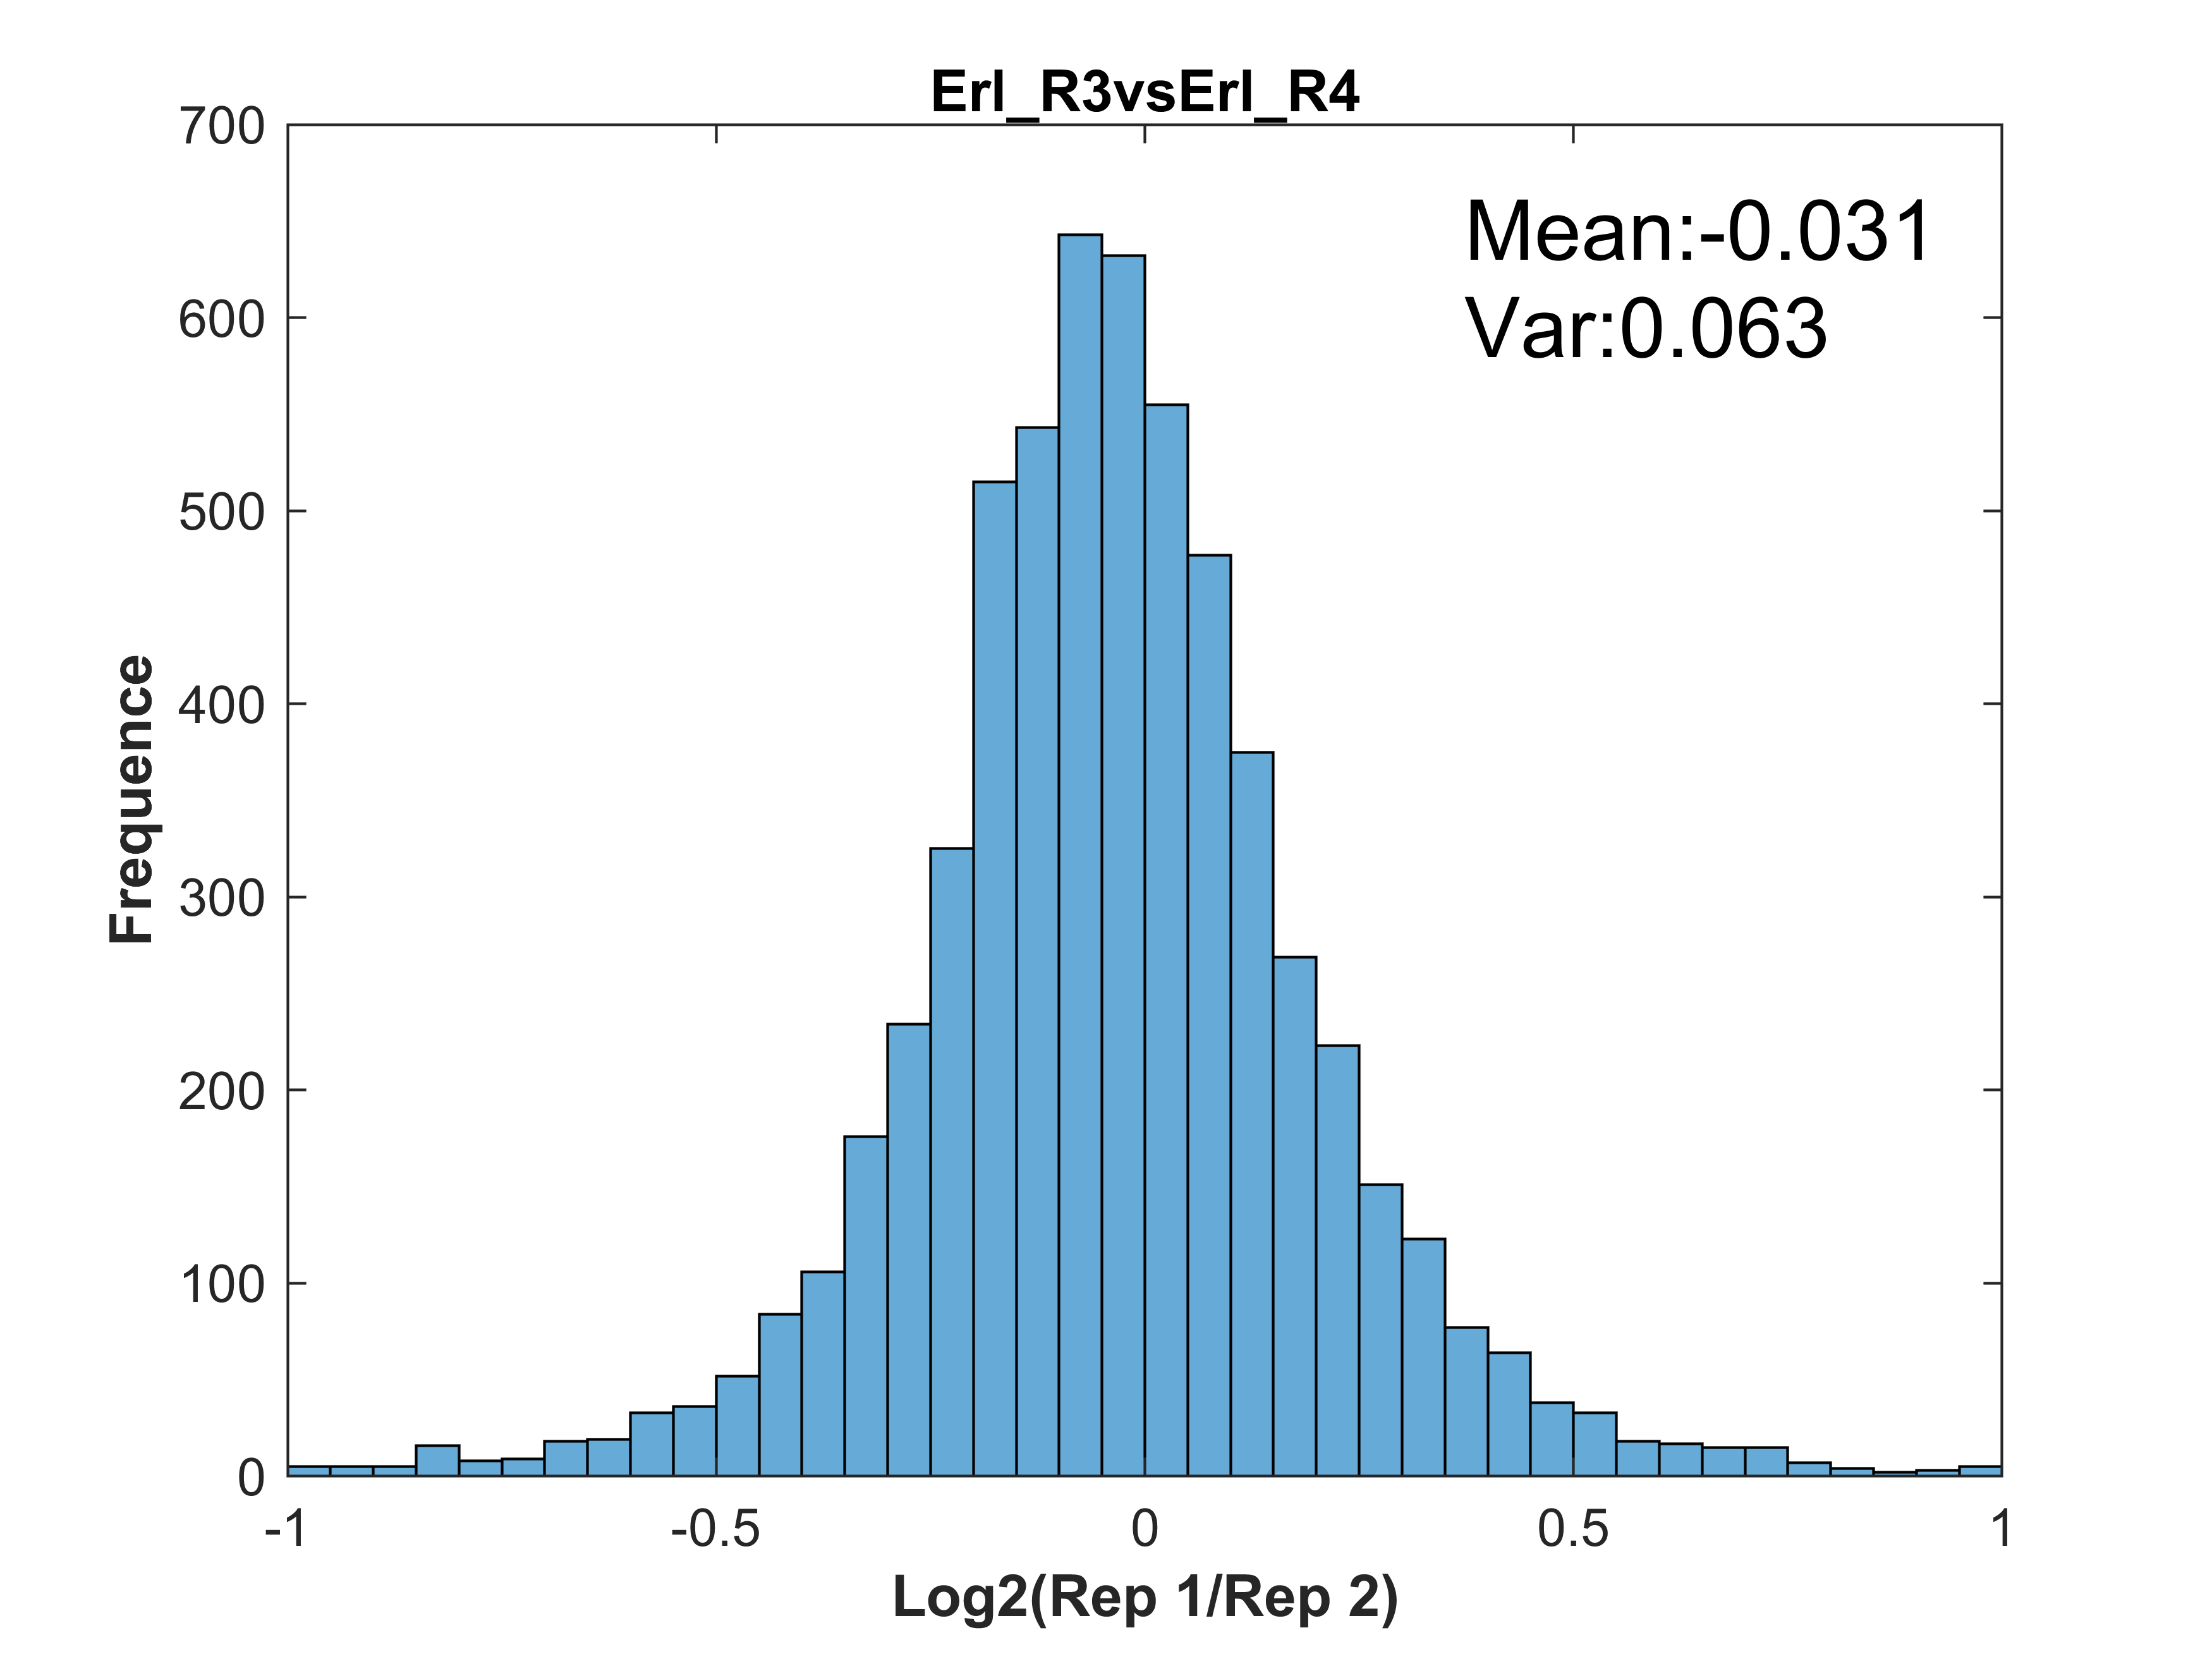 Erl_R3vsErl_R4
Mean:-0.031
Var:0.063
700
600
500
400
300
200
100
0
Frequence
-1 -0.5 0 0.5 1
Log2(Rep 1/Rep 2)